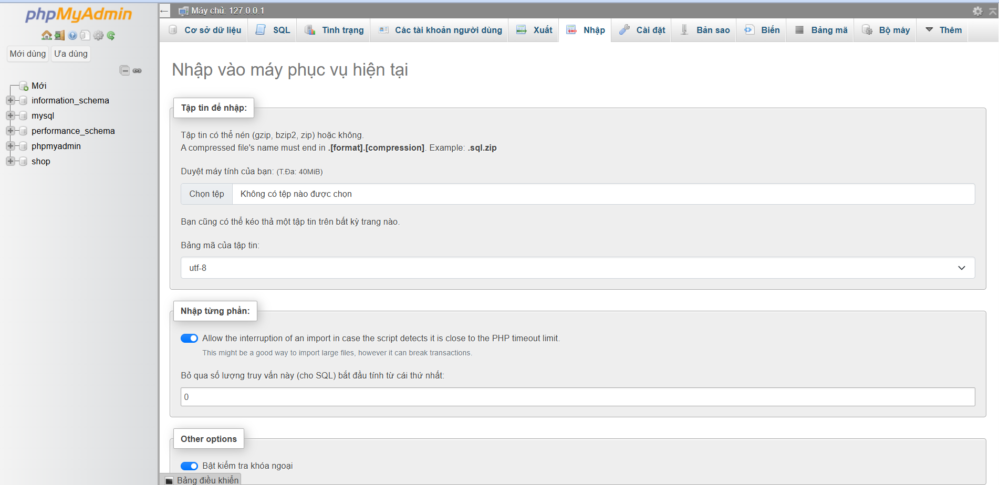 phpMyAdmin
Mới dùng
Ưa dùng
Mới
information_schema
mysql
performance_schema
phpmyadmin
shop
Máy chủ: 127.0.0.1
Cơ sở dữ liệu
SQL
Tình trạng
Các tài khoản người dùng
Xuất
Nhập
Cài đặt
Bản sao
Biến
Bảng mã
Bộ máy
Thêm
Nhập vào máy phục vụ hiện tại
Tập tin để nhập:
Tập tin có thể nén (gzip, bzip2, zip) hoặc không.
A compressed file's name must end in .[format].[compression]. Example: .sql.zip
Duyệt máy tính của bạn: (T.Đa: 40MiB)
Chọn tệp
Không có tệp nào được chọn
Bạn cũng có thể kéo thả một tập tin trên bất kỳ trang nào.
Bảng mã của tập tin:
utf-8
Nhập từng phần:
Allow the interruption of an import in case the script detects it is close to the PHP timeout limit.
This might be a good way to import large files, however it can break transactions.
Bỏ qua số lượng truy vấn này (cho SQL) bắt đầu tính từ cái thứ nhất:
0
Other options
Bật kiểm tra khóa ngoại
Bảng điều khiển